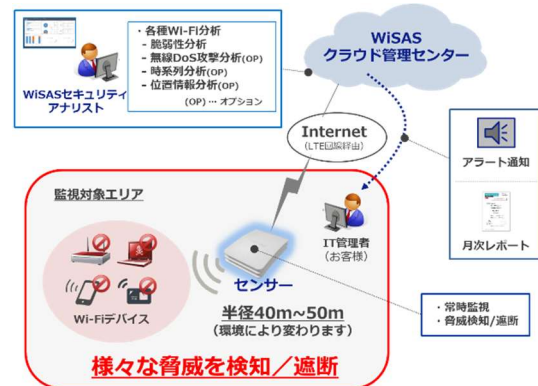 ・各種Wi-Fi分析
- 脆弱性分析
- 無線DoS攻撃分析(OP)
- 時系列分析(OP)
- 位置情報分析(OP)
(OP) … オプション
WiSASセキュリティ
アナリスト
WiSAS
クラウド管理センター
Internet
(LTE回線経由)
アラート通知
月次レポート
監視対象エリア
IT管理者
(お客様)
Wi-Fiデバイス
センサー
半径40m~50m
(環境により変わります)
・常時監視
・脅威検知/遮断
様々な脅威を検知/遮断